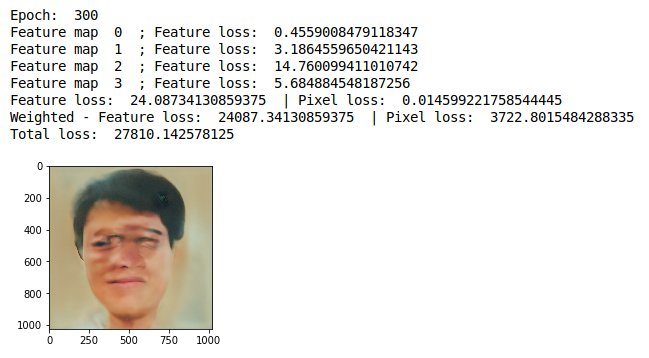 Epoch:  300
Feature map  0  ; Feature loss:  0.4559008479118347
Feature map  1  ; Feature loss:  3.1864559650421143
Feature map  2  ; Feature loss:  14.760099411010742
Feature map  3  ; Feature loss:  5.684884548187256
Feature loss:  24.08734130859375  | Pixel loss:  0.014599221758544445
Weighted - Feature loss:  24087.34130859375  | Pixel loss:  3722.8015484288335
Total loss:  27810.142578125
0
200
400
600
800
1000
0 250 500 750 1000